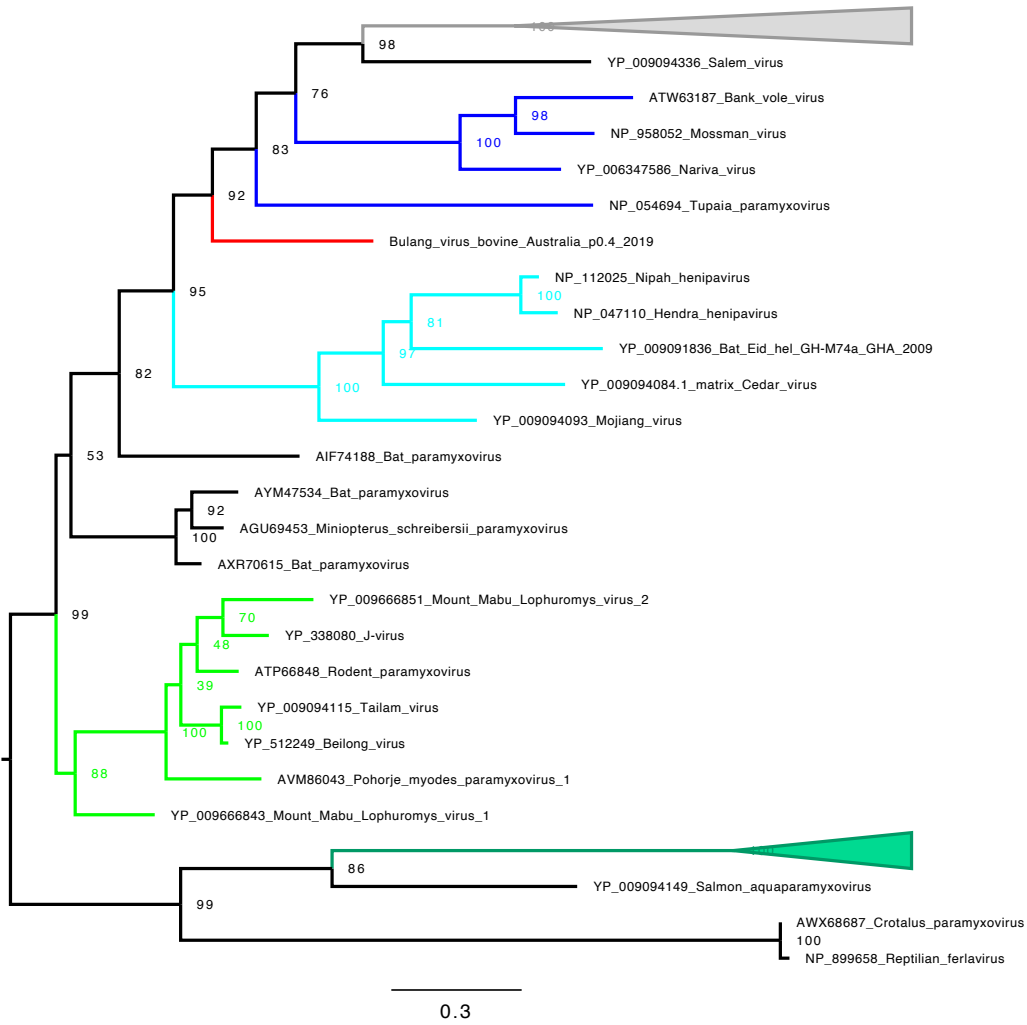 100
98
YP_009094336_Salem_virus
76
ATW63187_Bank_vole_virus
98
NP_958052_Mossman_virus
100
83
YP_006347586_Nariva_virus
92
NP_054694_Tupaia_paramyxovirus
Bulang_virus_bovine_Australia_p0.4_2019
NP_112025_Nipah_henipavirus
95
100
NP_047110_Hendra_henipavirus
81
YP_009091836_Bat_Eid_hel_GH-M74a_GHA_2009
97
82
YP_009094084.1_matrix_Cedar_virus
100
YP_009094093_Mojiang_virus
53
AIF74188_Bat_paramyxovirus
AYM47534_Bat_paramyxovirus
92
AGU69453_Miniopterus_schreibersii_paramyxovirus
100
AXR70615_Bat_paramyxovirus
YP_009666851_Mount_Mabu_Lophuromys_virus_2
99
70
YP_338080_J-virus
48
ATP66848_Rodent_paramyxovirus
39
YP_009094115_Tailam_virus
100
100
YP_512249_Beilong_virus
88
AVM86043_Pohorje_myodes_paramyxovirus_1
YP_009666843_Mount_Mabu_Lophuromys_virus_1
86
YP_009094149_Salmon_aquaparamyxovirus
99
AWX68687_Crotalus_paramyxovirus
100
NP_899658_Reptilian_ferlavirus
0.3